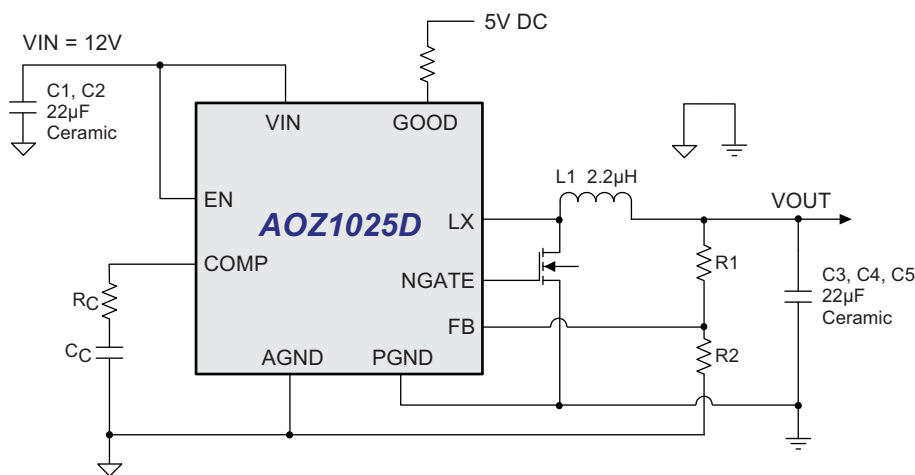 5V DC
VIN = 12V
C1, C2
22µF
Ceramic
VIN
GOOD
L1 2.2µH
EN
AOZ1025D
LX
VOUT
COMP
NGATE
R1
C3, C4, C5
22µF
Ceramic
RC
FB
CC
AGND
PGND
R2